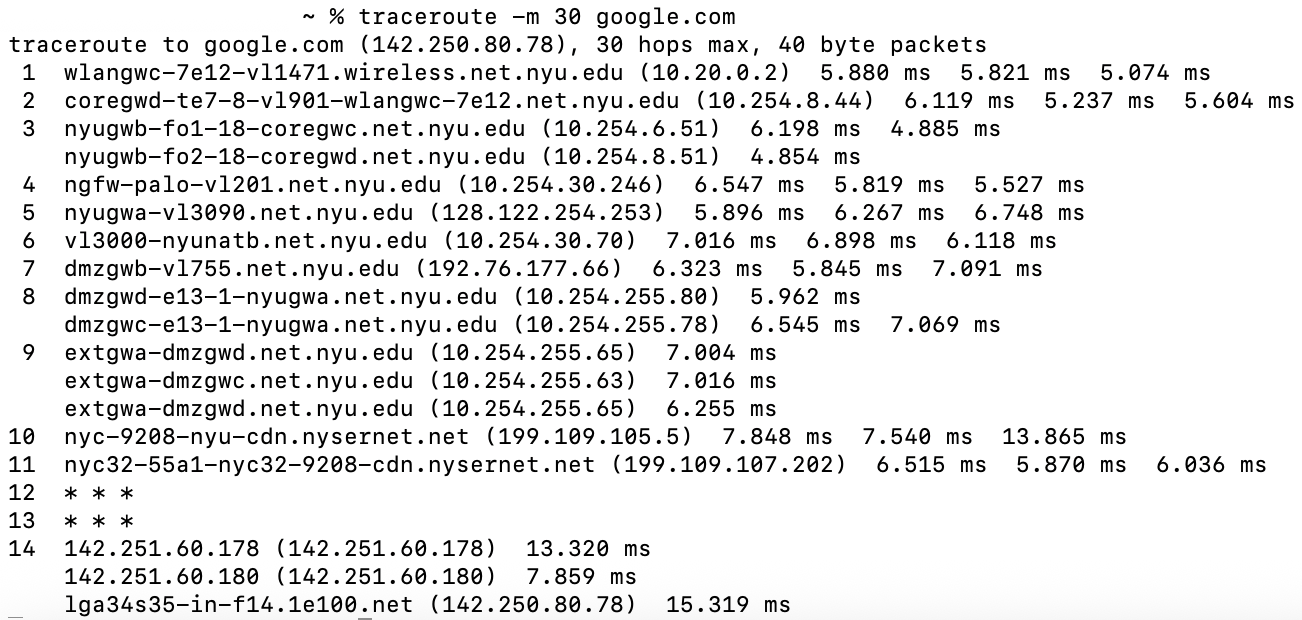 ~ % traceroute -m 30 google.com
traceroute to google.com (142.250.80.78), 30 hops max, 40 byte packets
1 wlangwc-7e12-vl1471.wireless.net.nyu.edu (10.20.0.2) 5.880 ms 5.821 ms 5.074 ms
2 coregwd-te7-8-vl901-wlangwc-7e12.net.nyu.edu (10.254.8.44) 6.119 ms 5.237 ms 5.604 ms
3 nyugwb-fo1-18-coregwc.net.nyu.edu (10.254.6.51) 6.198 ms 4.885 ms
nyugwb-fo2-18-coregwd.net.nyu.edu (10.254.8.51) 4.854 ms
4 ngfw-palo-vl201.net.nyu.edu (10.254.30.246) 6.547 ms 5.819 ms 5.527 ms
5 nyugwa-vl3090.net.nyu.edu (128.122.254.253) 5.896 ms 6.267 ms 6.748 ms
6 vl3000-nyunatb.net.nyu.edu (10.254.30.70) 7.016 ms 6.898 ms 6.118 ms
7 dmzgwb-vl755.net.nyu.edu (192.76.177.66) 6.323 ms 5.845 ms 7.091 ms
8 dmzgwd-e13-1-nyugwa.net.nyu.edu (10.254.255.80) 5.962 ms
dmzgwc-e13-1-nyugwa.net.nyu.edu (10.254.255.78) 6.545 ms 7.069 ms
9 extgwa-dmzgwd.net.nyu.edu (10.254.255.65) 7.004 ms
extgwa-dmzgwc.net.nyu.edu (10.254.255.63) 7.016 ms
extgwa-dmzgwd.net.nyu.edu (10.254.255.65) 6.255 ms
10 nyc-9208-nyu-cdn.nysernet.net (199.109.105.5) 7.848 ms 7.540 ms 13.865 ms
11 nyc32-55a1-nyc32-9208-cdn.nysernet.net (199.109.107.202) 6.515 ms 5.870 ms 6.036 ms
12 * * *
13 * * *
14 142.251.60.178 (142.251.60.178) 13.320 ms
142.251.60.180 (142.251.60.180) 7.859 ms
lga34s35-in-f14.1e100.net (142.250.80.78) 15.319 ms